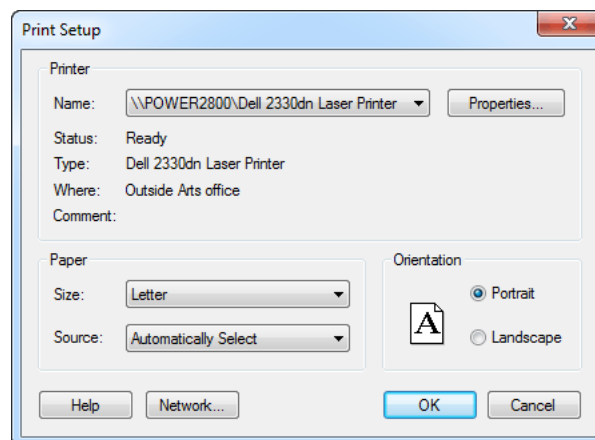 Print Setup
Printer
Name: \\POWER2800\Dell 2330dn Laser Printer Properties...
Status: Ready
Type: Dell 2330dn Laser Printer
Where: Outside Arts office
Comment:
Paper
Size: Letter
Source: Automatically Select
Orientation
A
Portrait
Landscape
Help Network... OK Cancel